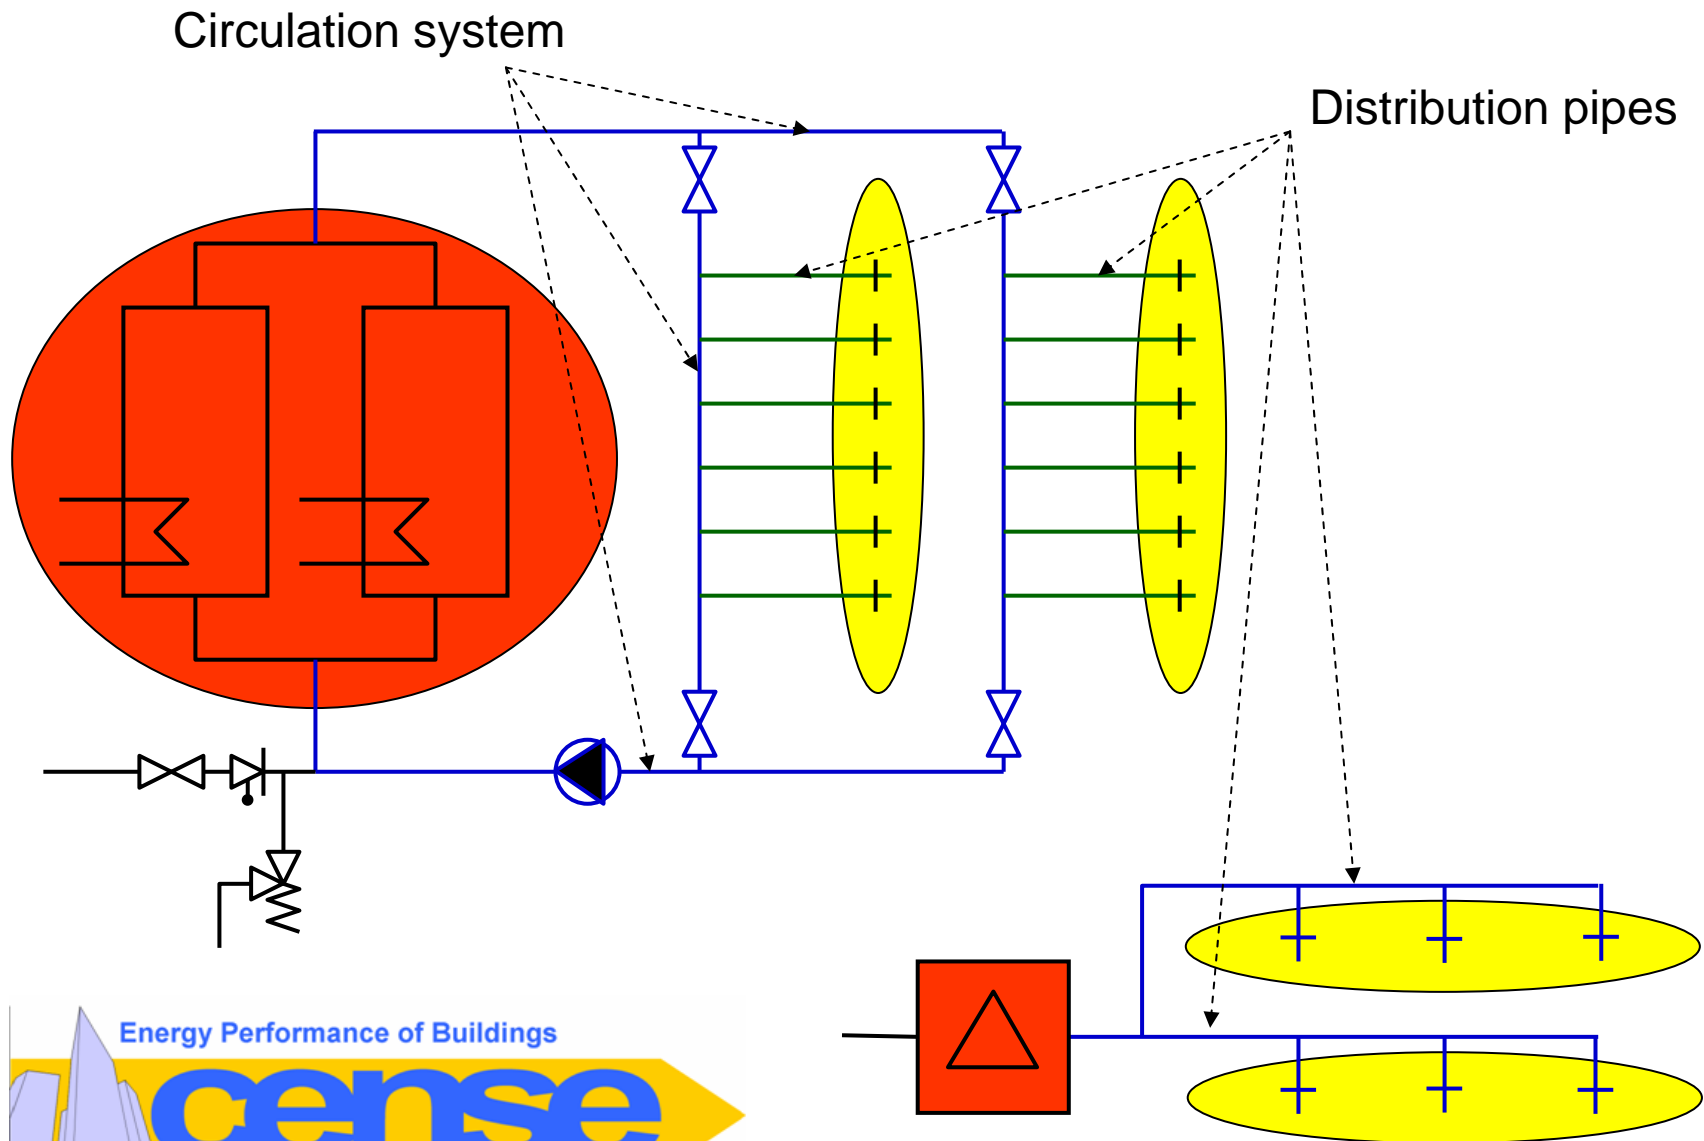 Circulation system
Distribution pipes
Energy Performance of Buildings
cense